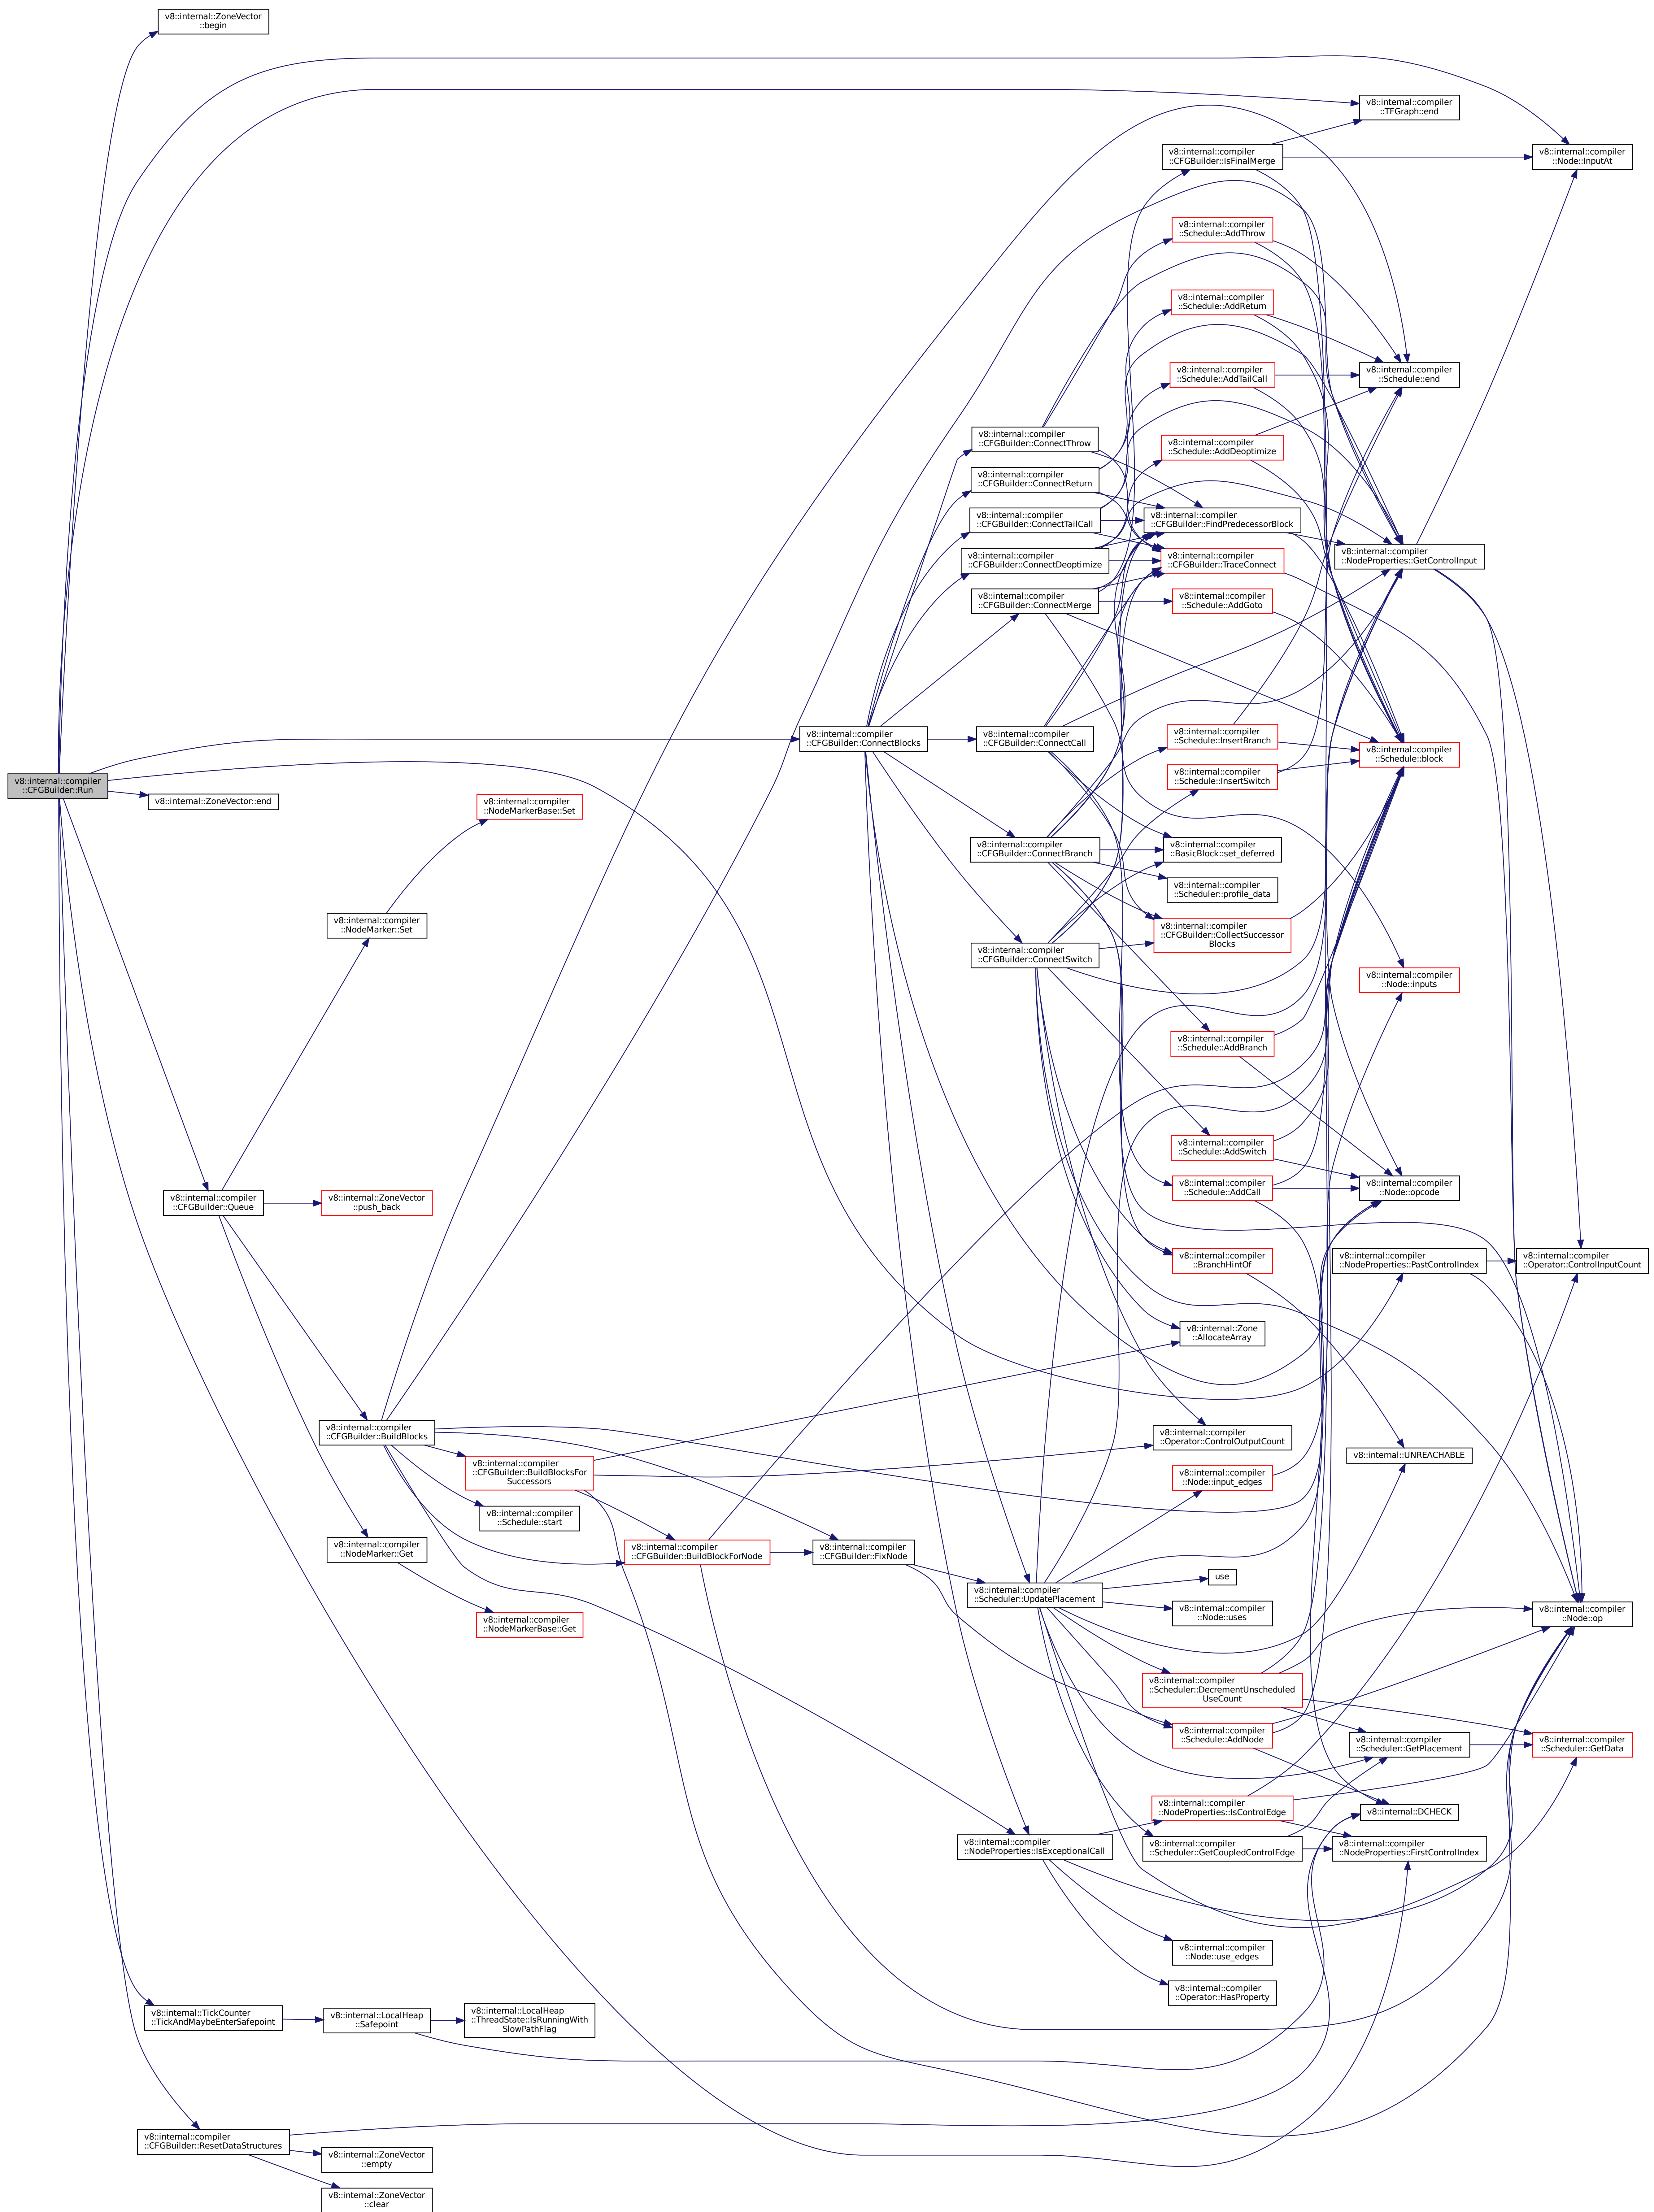 v8::internal::ZoneVector
::begin
v8::internal::compiler
::TFGraph::end
v8::internal::compiler
::CFGBuilder::IsFinalMerge
v8::internal::compiler
::Node::InputAt
v8::internal::compiler
::Schedule::AddThrow
v8::internal::compiler
::Schedule::AddReturn
v8::internal::compiler
::Schedule::AddTailCall
v8::internal::compiler
::Schedule::end
v8::internal::compiler
::CFGBuilder::ConnectThrow
v8::internal::compiler
::Schedule::AddDeoptimize
v8::internal::compiler
::CFGBuilder::ConnectReturn
v8::internal::compiler
::CFGBuilder::ConnectTailCall
v8::internal::compiler
::CFGBuilder::FindPredecessorBlock
v8::internal::compiler
::CFGBuilder::ConnectDeoptimize
v8::internal::compiler
::CFGBuilder::TraceConnect
v8::internal::compiler
::NodeProperties::GetControlInput
v8::internal::compiler
::CFGBuilder::ConnectMerge
v8::internal::compiler
::Schedule::AddGoto
v8::internal::compiler
::CFGBuilder::ConnectBlocks
v8::internal::compiler
::CFGBuilder::ConnectCall
v8::internal::compiler
::Schedule::InsertBranch
v8::internal::compiler
::Schedule::block
v8::internal::compiler
::CFGBuilder::Run
v8::internal::compiler
::Schedule::InsertSwitch
v8::internal::ZoneVector::end
v8::internal::compiler
::NodeMarkerBase::Set
v8::internal::compiler
::CFGBuilder::ConnectBranch
v8::internal::compiler
::BasicBlock::set_deferred
v8::internal::compiler
::Scheduler::profile_data
v8::internal::compiler
::NodeMarker::Set
v8::internal::compiler
::CFGBuilder::CollectSuccessor
Blocks
v8::internal::compiler
::CFGBuilder::ConnectSwitch
v8::internal::compiler
::Node::inputs
v8::internal::compiler
::Schedule::AddBranch
v8::internal::compiler
::Schedule::AddSwitch
v8::internal::compiler
::CFGBuilder::Queue
v8::internal::ZoneVector
::push_back
v8::internal::compiler
::Schedule::AddCall
v8::internal::compiler
::Node::opcode
v8::internal::compiler
::BranchHintOf
v8::internal::compiler
::NodeProperties::PastControlIndex
v8::internal::compiler
::Operator::ControlInputCount
v8::internal::Zone
::AllocateArray
v8::internal::compiler
::CFGBuilder::BuildBlocks
v8::internal::compiler
::Operator::ControlOutputCount
v8::internal::UNREACHABLE
v8::internal::compiler
::CFGBuilder::BuildBlocksFor
Successors
v8::internal::compiler
::Node::input_edges
v8::internal::compiler
::Schedule::start
v8::internal::compiler
::NodeMarker::Get
v8::internal::compiler
::CFGBuilder::BuildBlockForNode
v8::internal::compiler
::CFGBuilder::FixNode
use
v8::internal::compiler
::Scheduler::UpdatePlacement
v8::internal::compiler
::Node::uses
v8::internal::compiler
::Node::op
v8::internal::compiler
::NodeMarkerBase::Get
v8::internal::compiler
::Scheduler::DecrementUnscheduled
UseCount
v8::internal::compiler
::Schedule::AddNode
v8::internal::compiler
::Scheduler::GetPlacement
v8::internal::compiler
::Scheduler::GetData
v8::internal::compiler
::NodeProperties::IsControlEdge
v8::internal::DCHECK
v8::internal::compiler
::NodeProperties::IsExceptionalCall
v8::internal::compiler
::Scheduler::GetCoupledControlEdge
v8::internal::compiler
::NodeProperties::FirstControlIndex
v8::internal::compiler
::Node::use_edges
v8::internal::compiler
::Operator::HasProperty
v8::internal::TickCounter
::TickAndMaybeEnterSafepoint
v8::internal::LocalHeap
::Safepoint
v8::internal::LocalHeap
::ThreadState::IsRunningWith
SlowPathFlag
v8::internal::compiler
::CFGBuilder::ResetDataStructures
v8::internal::ZoneVector
::empty
v8::internal::ZoneVector
::clear